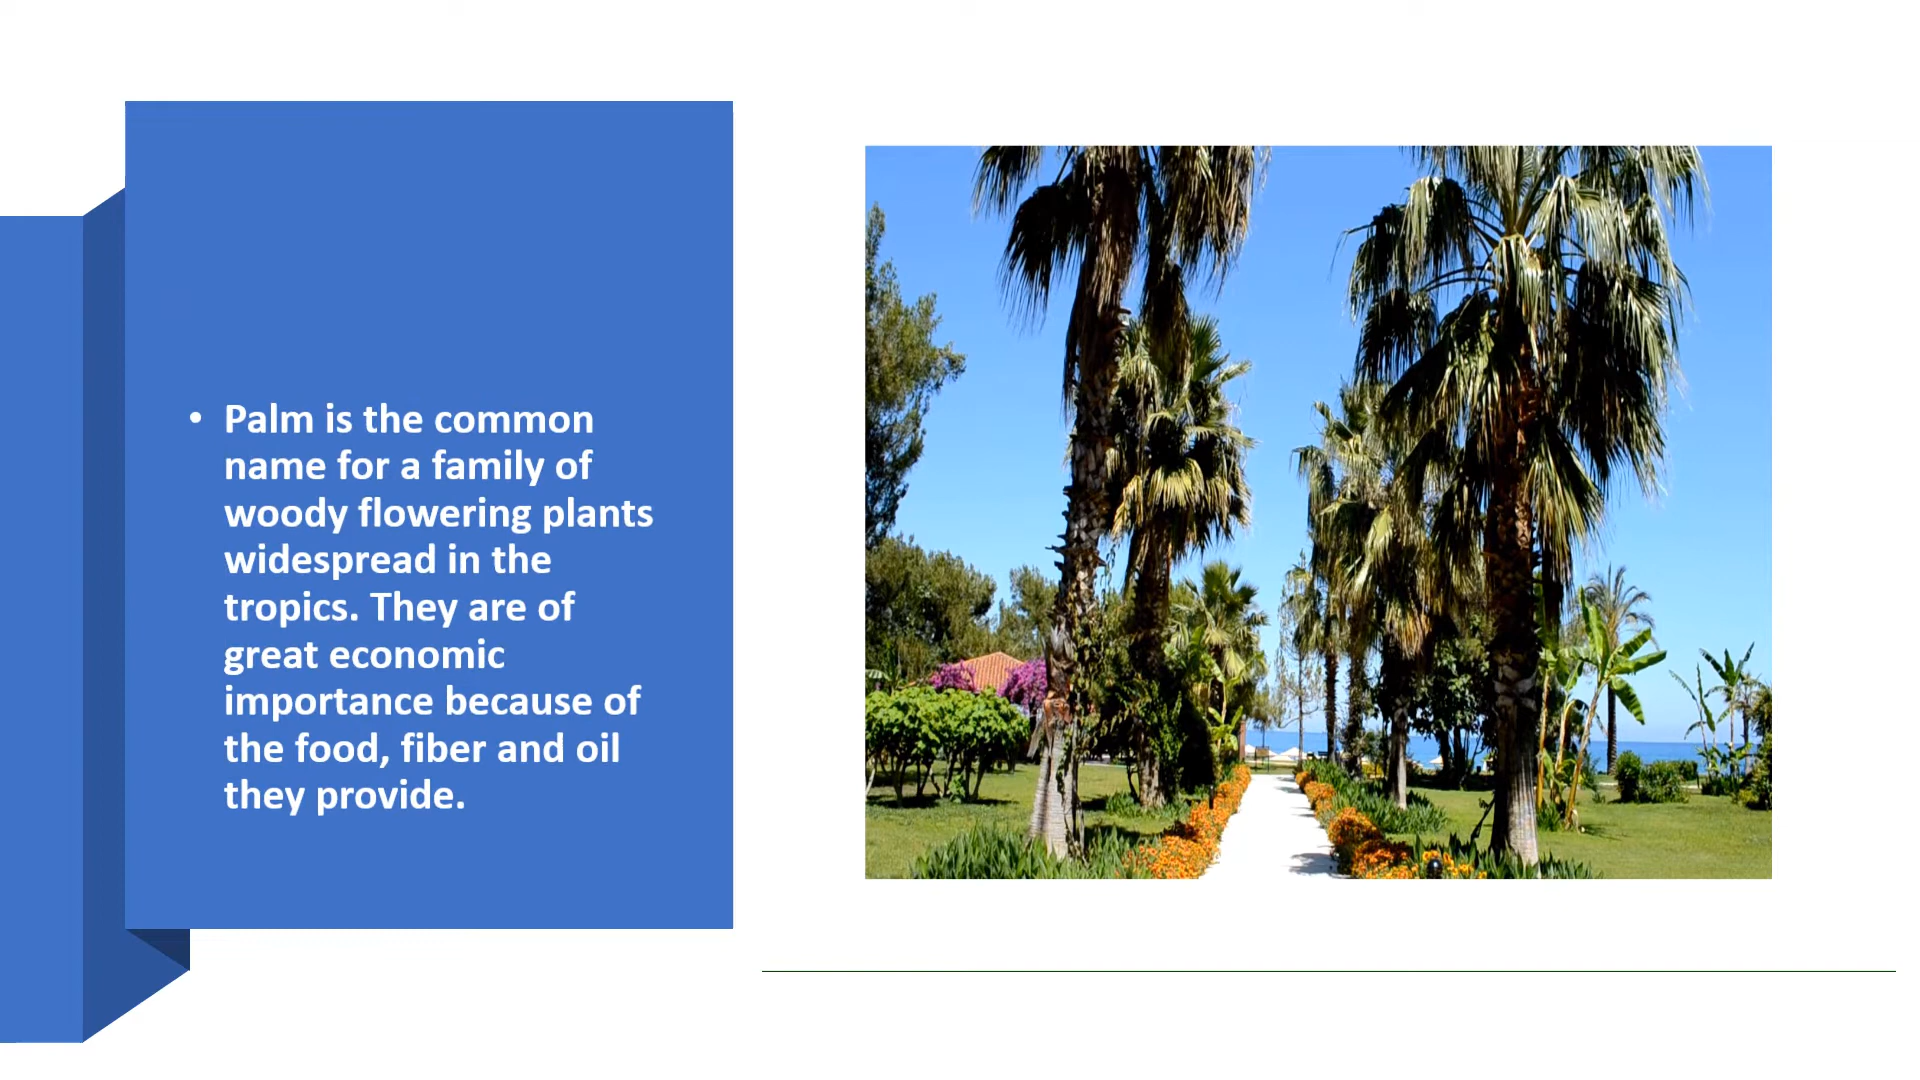 • Palm is the common
name for a family of
woody flowering plants
widespread in the
tropics. They are of
great economic
importance because of
the food, fiber and oil
they provide.